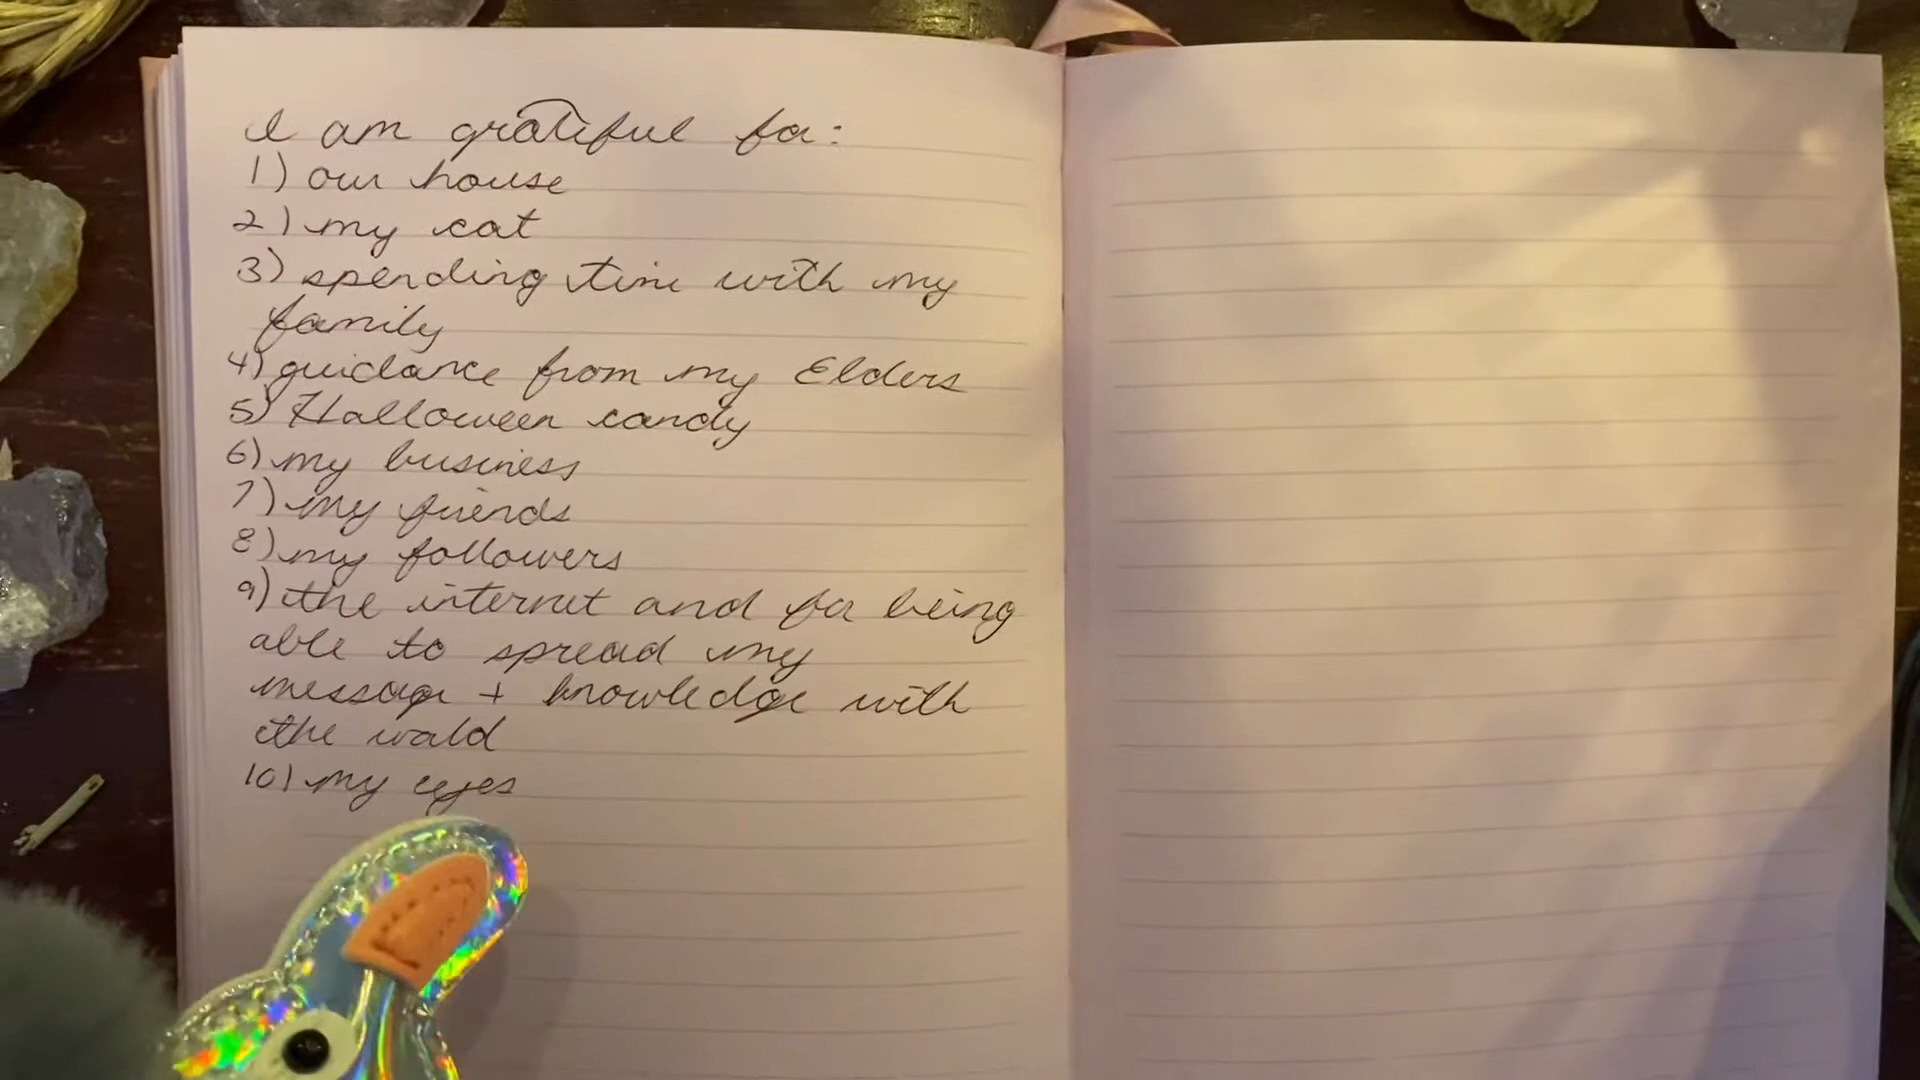 I am grateful for:
1) our house
2) my cat
3) spending time with my
family
4) guidance from my Elders
5) Halloween candy
6) my business
7) my friends
8) my followers
9) the internet and for being
able to spread my
message + knowledge with
the world
10) my eyes